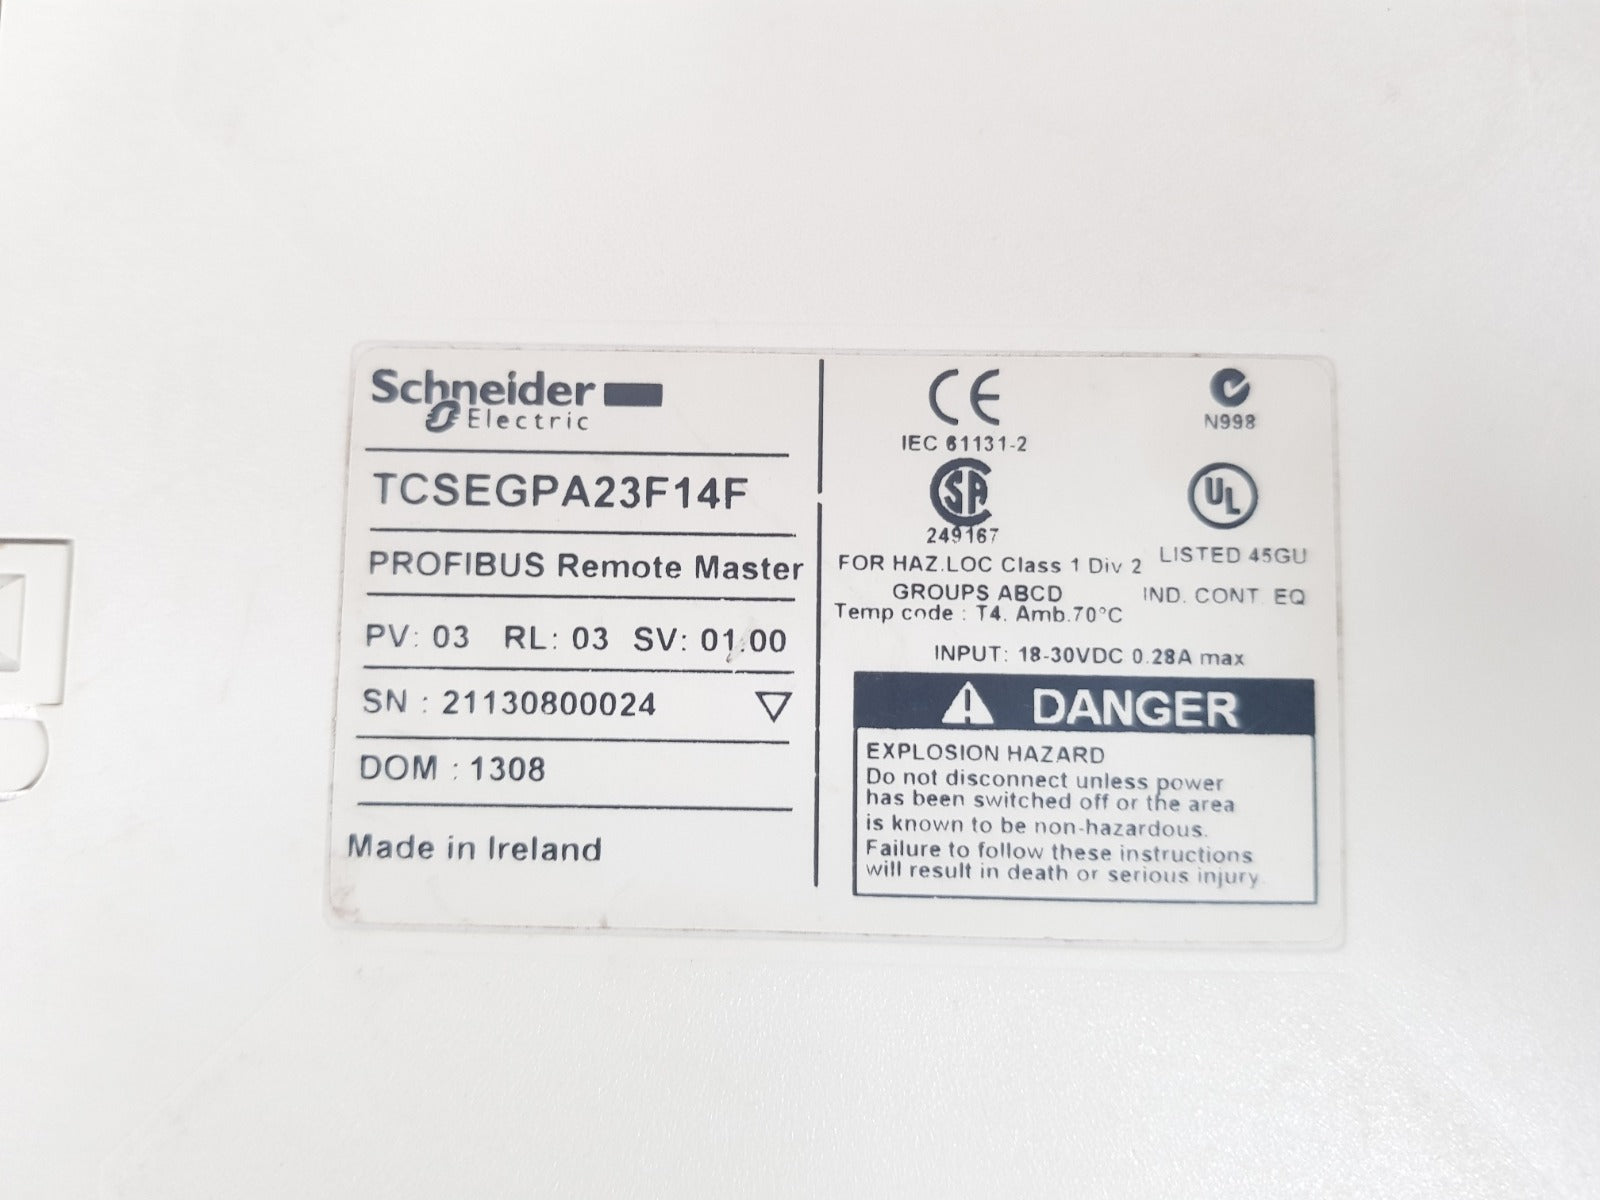 Schneider
Electric
TCSEGPA23F14F
PROFIBUS Remote Master
PV: 03 RL: 03 SV: 01.00
SN : 21130800024
DOM : 1308
Made in Ireland
CE
IEC 61131-2
N998
SA
249167
UL
LISTED 45GU
FOR HAZ.LOC Class 1 Div 2
GROUPS ABCD
IND. CONT. EQ
Temp code : T4. Amb.70°C
INPUT: 18-30VDC 0.28A max
DANGER
EXPLOSION HAZARD
Do not disconnect unless power
has been switched off or the area
is known to be non-hazardous.
Failure to follow these instructions
will result in death or serious injury.